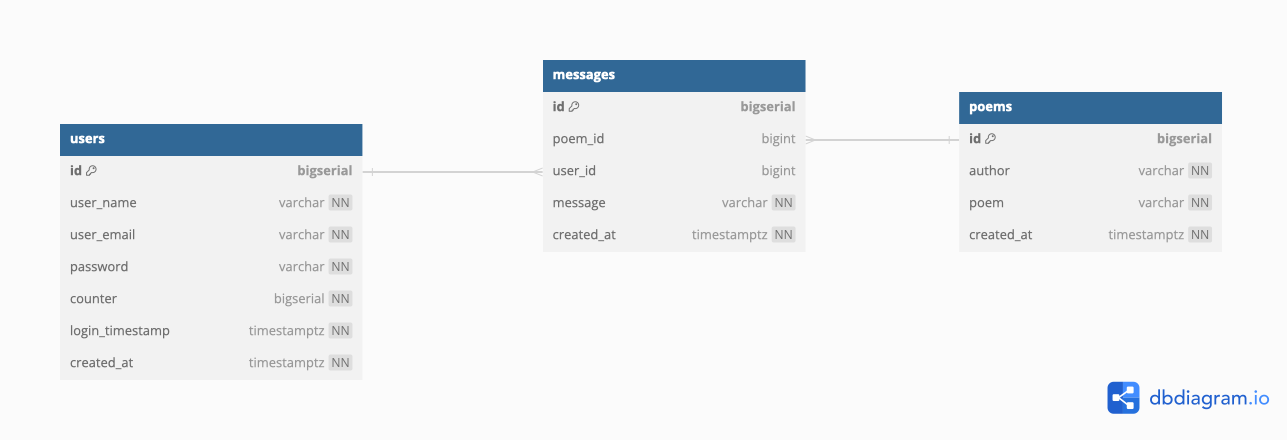 users
id bigserial
user_name varchar NN
user_email varchar NN
password varchar NN
counter bigserial NN
login_timestamp timestamptz NN
created_at timestamptz NN
messages
id bigserial
poem_id bigint
user_id bigint
message varchar NN
created_at timestamptz NN
poems
id bigserial
author varchar NN
poem varchar NN
created_at timestamptz NN
dbdiagram.io